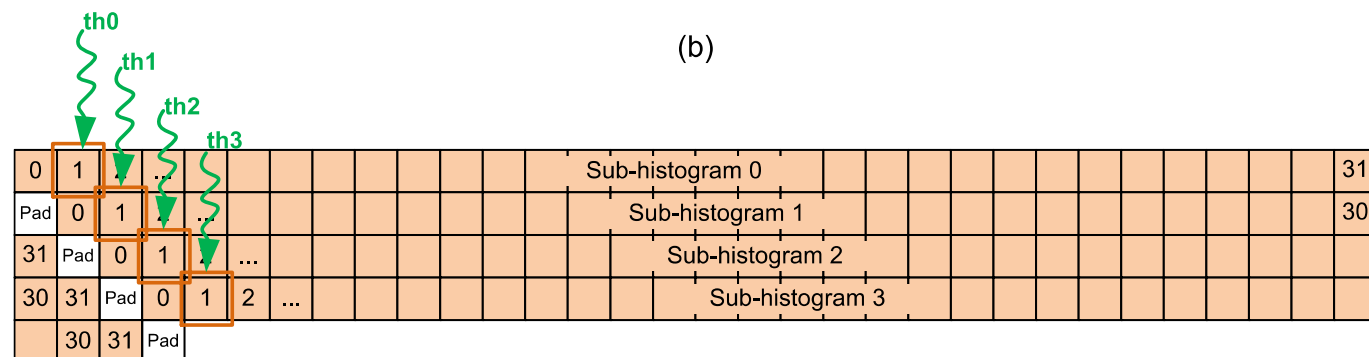 th0
(b)
th1
th2
th3
0 1 ... Sub-histogram 0 31
Pad 0 1 ... Sub-histogram 1 30
31 Pad 0 1 ... Sub-histogram 2
30 31 Pad 0 1 2 ... Sub-histogram 3
30 31 Pad